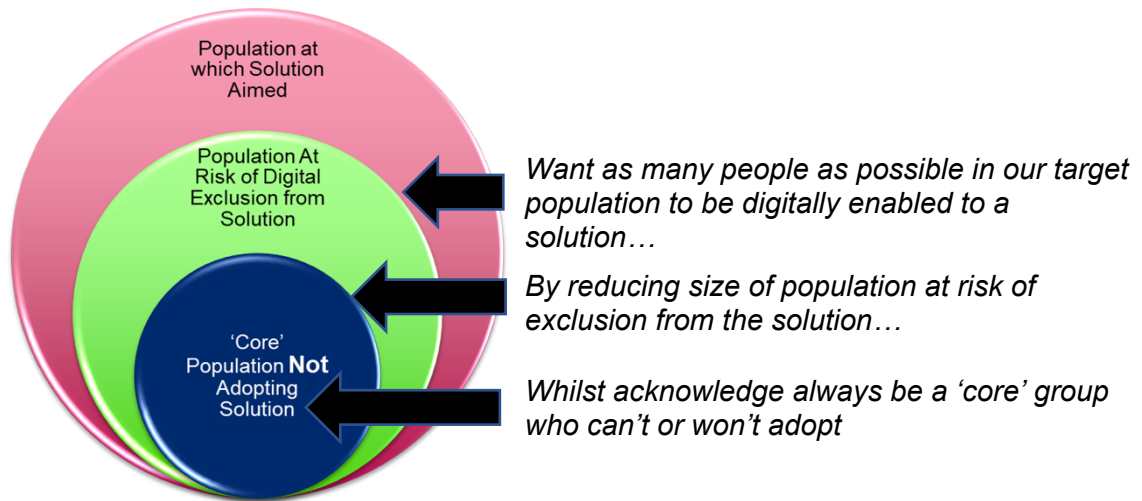 Population at
which Solution
Aimed
Population At
Risk of Digital
Exclusion from
Solution
‘Core’
Population Not
Adopting
Solution
Want as many people as possible in our target
population to be digitally enabled to a
solution…
By reducing size of population at risk of
exclusion from the solution…
Whilst acknowledge always be a ‘core’ group
who can’t or won’t adopt